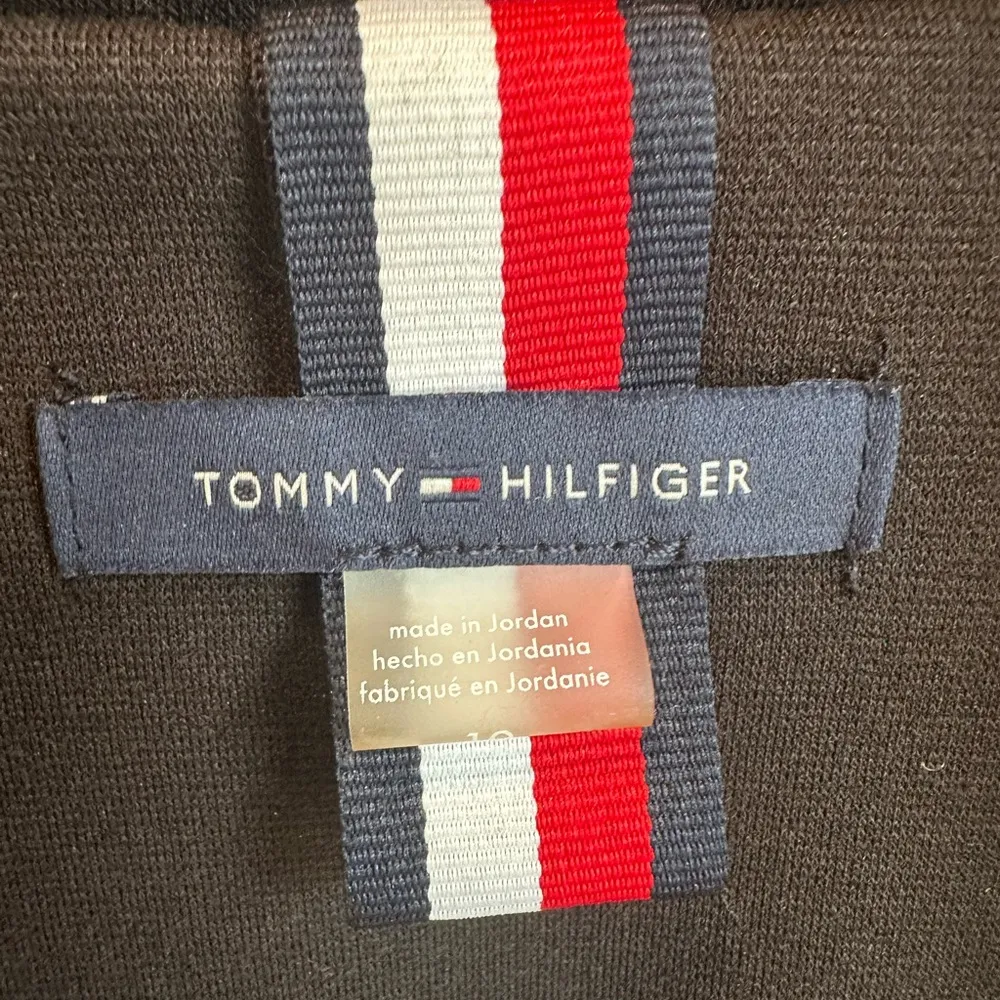 TOMMY HILFIGER
made in Jordan
hecho en Jordania
fabriqué en Jordanie